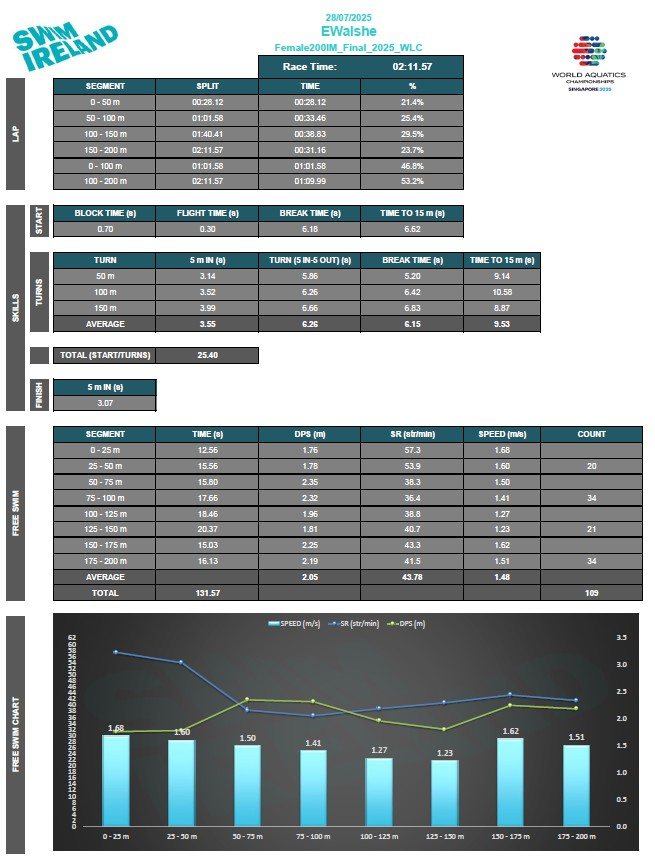 SWIM
IRELAND
28/07/2025
EWalshe
Female200IM_Final_2025_WLC
WORLD AQUATICS
CHAMPIONSHIPS
SINGAPORE 2025
Race Time: 02:11.57
LAP
SEGMENT SPLIT TIME %
0 - 50 m 00:28.12 00:28.12 21.4%
50 - 100 m 01:01.58 00:33.46 25.4%
100 - 150 m 01:40.41 00:38.83 29.5%
150 - 200 m 02:11.57 00:31.16 23.7%
0 - 100 m 01:01.58 01:01.58 46.8%
100 - 200 m 02:11.57 01:09.99 53.2%
SKILLS
START
BLOCK TIME (s) FLIGHT TIME (s) BREAK TIME (s) TIME TO 15 m (s)
0.70 0.30 6.18 6.62
TURNS
TURN 5 m IN (s) TURN (5 IN-5 OUT) (s) BREAK TIME (s) TIME TO 15 m (s)
50 m 3.14 5.86 5.20 9.14
100 m 3.52 6.26 6.42 10.58
150 m 3.99 6.66 6.83 8.87
AVERAGE 3.55 6.26 6.15 9.53
TOTAL (START/TURNS) 25.40
FINISH
5 m IN (s)
3.07
FREE SWIM
SEGMENT TIME (s) DPS (m) SR (str/min) SPEED (m/s) COUNT
0 - 25 m 12.56 1.76 57.3 1.68
25 - 50 m 15.56 1.78 53.9 1.60 20
50 - 75 m 15.80 2.35 38.3 1.50
75 - 100 m 17.66 2.32 36.4 1.41 34
100 - 125 m 18.46 1.96 38.8 1.27
125 - 150 m 20.37 1.81 40.7 1.23 21
150 - 175 m 15.03 2.25 43.3 1.62
175 - 200 m 16.13 2.19 41.5 1.51 34
AVERAGE 2.05 43.78 1.48
TOTAL 131.57 109
FREE SWIM CHART
SPEED (m/s) SR (str/min) DPS (m)
62
60
58
56
54
52
50
48
46
44
42
40
38
36
34
32
30
28
26
24
22
20
18
16
14
12
10
8
6
4
2
0
1.68 1.60 1.50 1.41 1.27 1.23 1.62 1.51
3.5
3.0
2.5
2.0
1.5
1.0
0.5
0.0
0 - 25 m 25 - 50 m 50 - 75 m 75 - 100 m 100 - 125 m 125 - 150 m 150 - 175 m 175 - 200 m